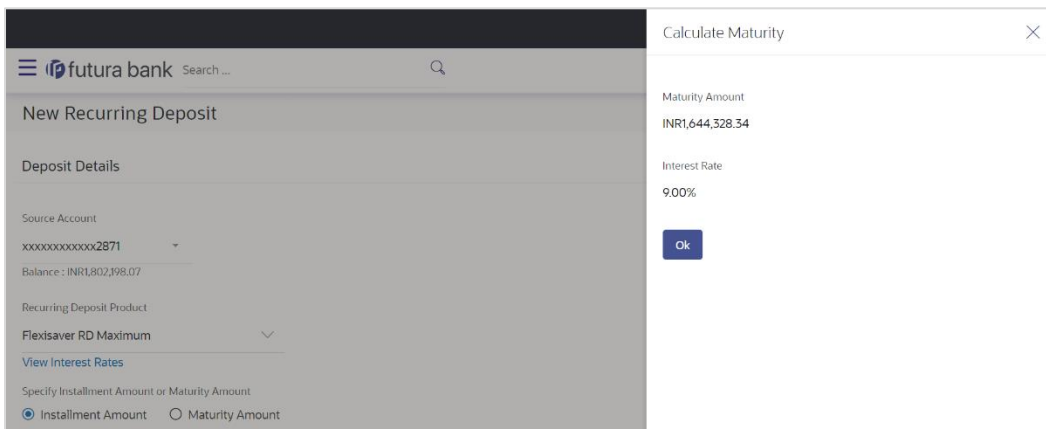 futura bank Search ...
New Recurring Deposit
Deposit Details
Source Account
xxxxxxxxxxxx2871
Balance : INR1,802,198.07
Recurring Deposit Product
Flexisaver RD Maximum
View Interest Rates
Specify Installment Amount or Maturity Amount
Installment Amount Maturity Amount
Calculate Maturity
Maturity Amount
INR1,644,328.34
Interest Rate
9.00%
Ok